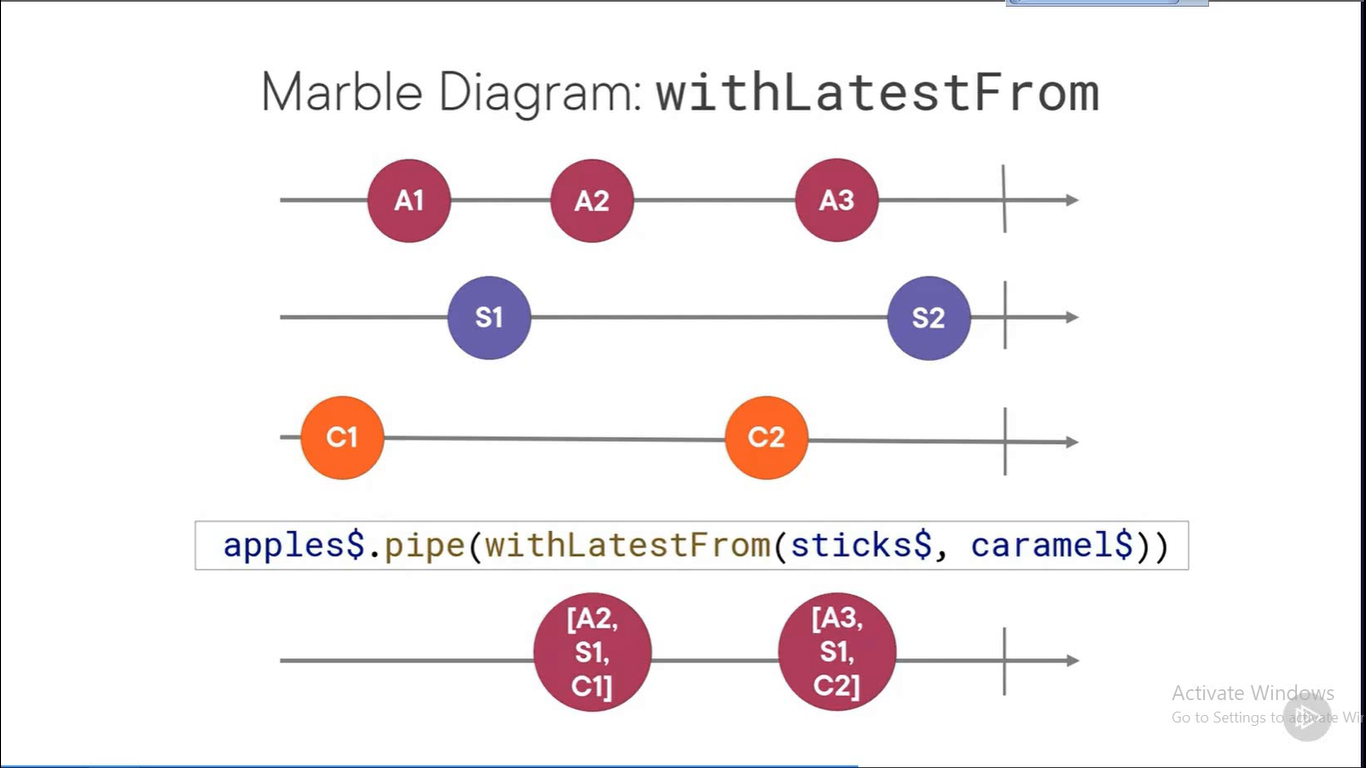 Marble Diagram: withLatestFrom
A1 A2 A3
S1 S2
C1 C2
apples$.pipe(withLatestFrom(sticks$, caramel$))
[A2,
S1,
C1]
[A3,
S1,
C2]
Activate Windows
Go to Settings to activate